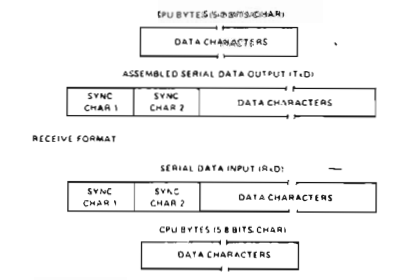 CPU BYTES (5-8 BITS/CHAR)
DATA CHARACTERS
ASSEMBLED SERIAL DATA OUTPUT (TxD)
SYNC CHAR 1
SYNC CHAR 2
DATA CHARACTERS
RECEIVE FORMAT
SERIAL DATA INPUT (RxD)
SYNC CHAR 1
SYNC CHAR 2
DATA CHARACTERS
CPU BYTES (5 8 BITS/CHAR)
DATA CHARACTERS